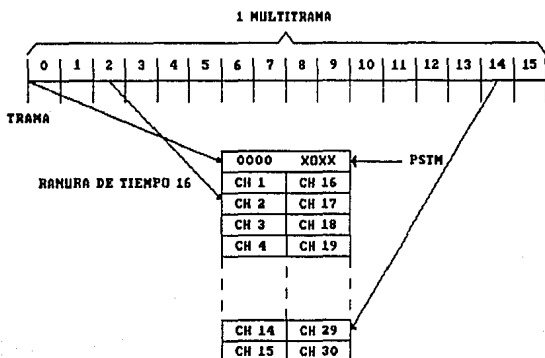 1 MULTITRAMA
0 1 2 3 4 5 6 7 8 9 10 11 12 13 14 15
TRAMA
0000 X0XX
PSTM
RANURA DE TIEMPO 16
CH 1 CH 16
CH 2 CH 17
CH 3 CH 18
CH 4 CH 19
CH 14 CH 29
CH 15 CH 30